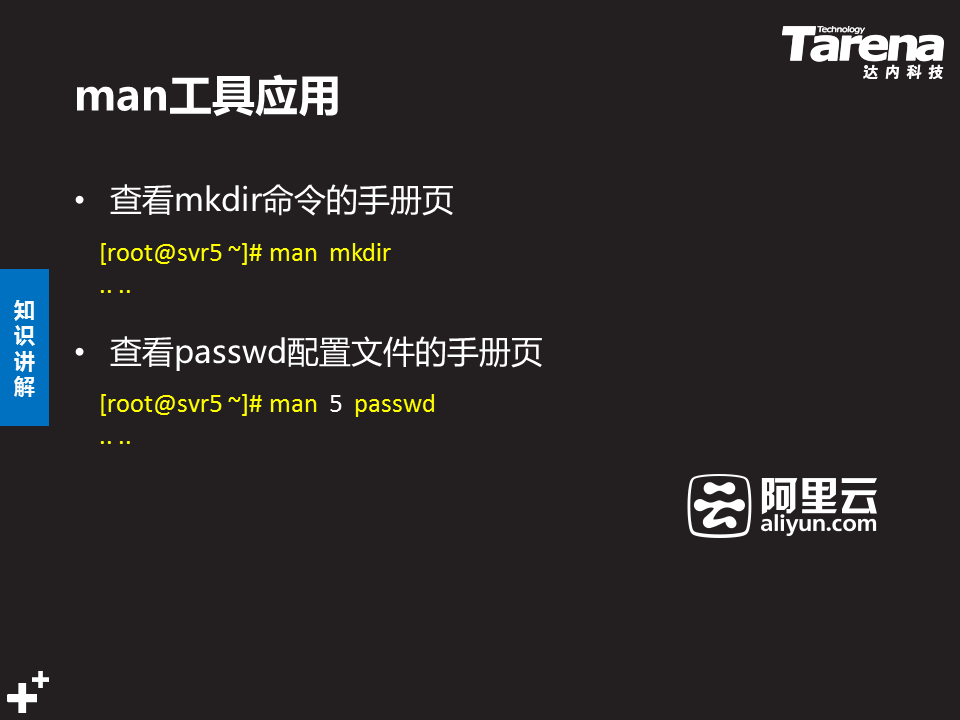 Technology
Tarena
达内科技
man工具应用
• 查看mkdir命令的手册页
[root@svr5 ~]# man mkdir
.. ..
• 查看passwd配置文件的手册页
[root@svr5 ~]# man 5 passwd
.. ..
知识讲解
阿里云
aliyun.com